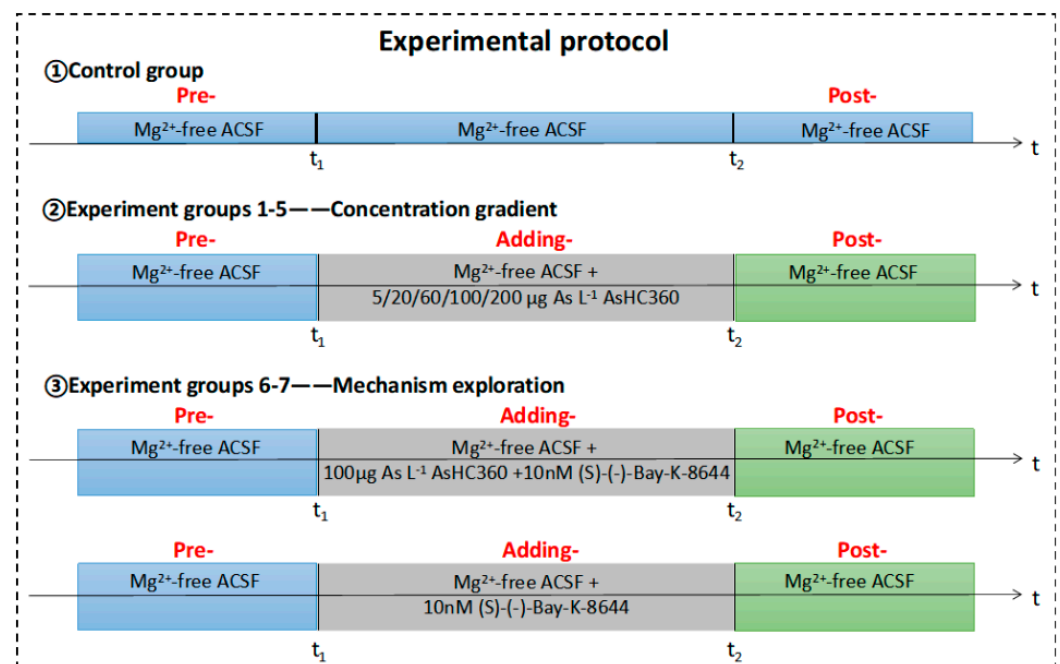 Experimental protocol
①Control group
Pre- Post-
Mg²⁺-free ACSF Mg²⁺-free ACSF Mg²⁺-free ACSF
t
t₁ t₂
②Experiment groups 1-5——Concentration gradient
Pre- Adding- Post-
Mg²⁺-free ACSF Mg²⁺-free ACSF + Mg²⁺-free ACSF
5/20/60/100/200 µg As L⁻¹ AsHC360
t
t₁ t₂
③Experiment groups 6-7——Mechanism exploration
Pre- Adding- Post-
Mg²⁺-free ACSF Mg²⁺-free ACSF + Mg²⁺-free ACSF
100µg As L⁻¹ AsHC360 +10nM (S)-(-)-Bay-K-8644
t
t₁ t₂
Pre- Adding- Post-
Mg²⁺-free ACSF Mg²⁺-free ACSF + Mg²⁺-free ACSF
10nM (S)-(-)-Bay-K-8644
t
t₁ t₂